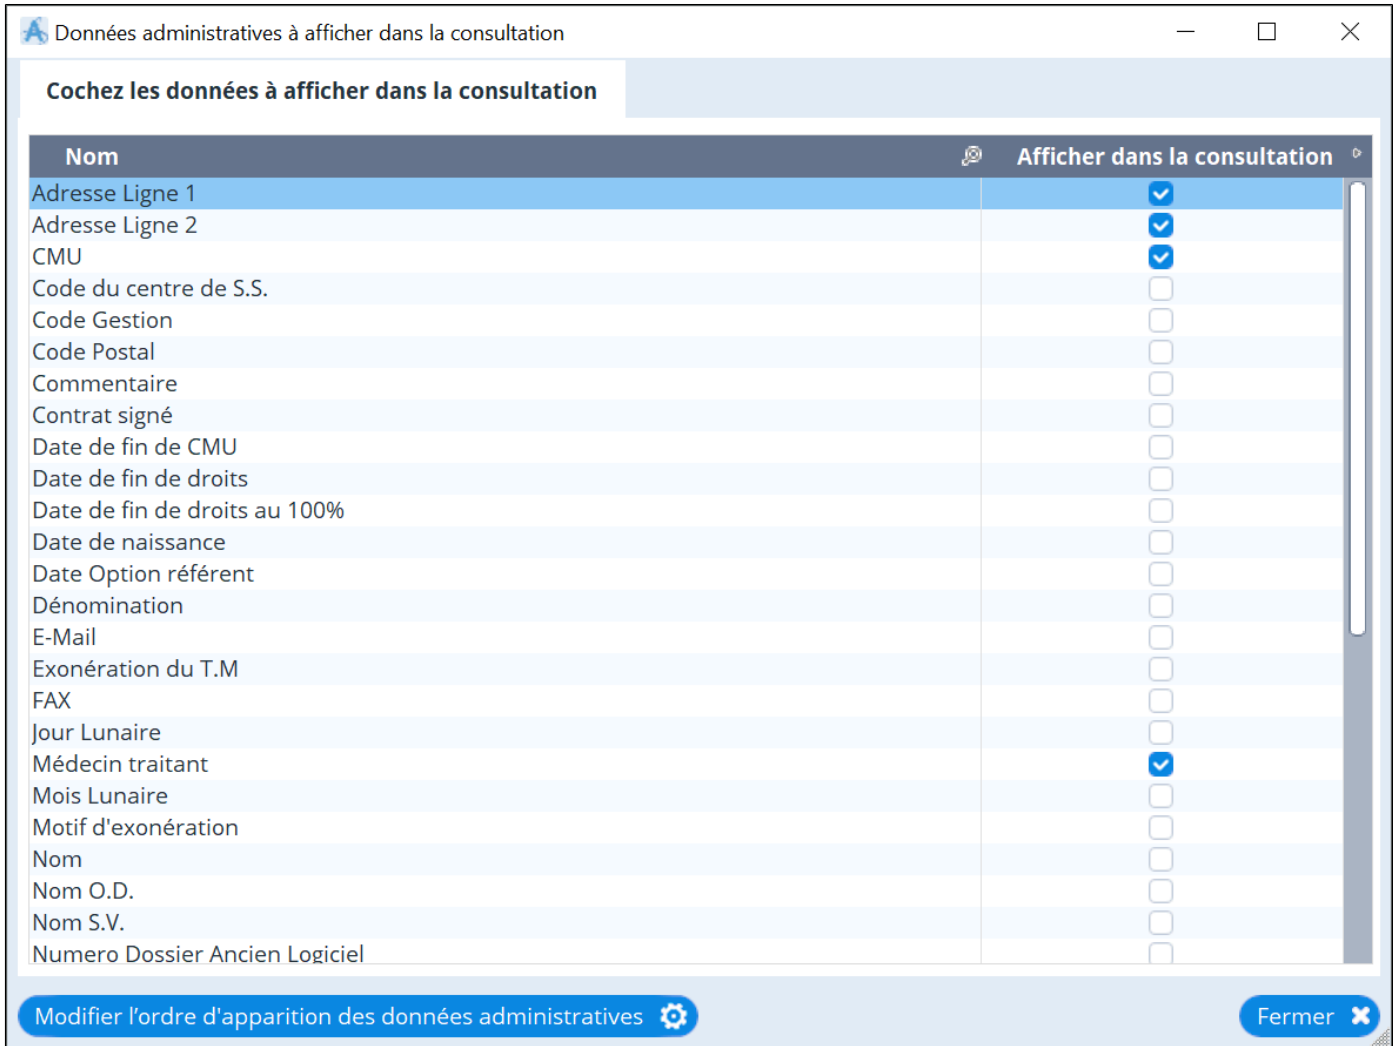 Données administratives à afficher dans la consultation
Cochez les données à afficher dans la consultation
Nom Afficher dans la consultation
Adresse Ligne 1
Adresse Ligne 2
CMU
Code du centre de S.S.
Code Gestion
Code Postal
Commentaire
Contrat signé
Date de fin de CMU
Date de fin de droits
Date de fin de droits au 100%
Date de naissance
Date Option référent
Dénomination
E-Mail
Exonération du T.M
FAX
Jour Lunaire
Médecin traitant
Mois Lunaire
Motif d'exonération
Nom
Nom O.D.
Nom S.V.
Numero Dossier Ancien Logiciel
Modifier l’ordre d'apparition des données administratives Fermer